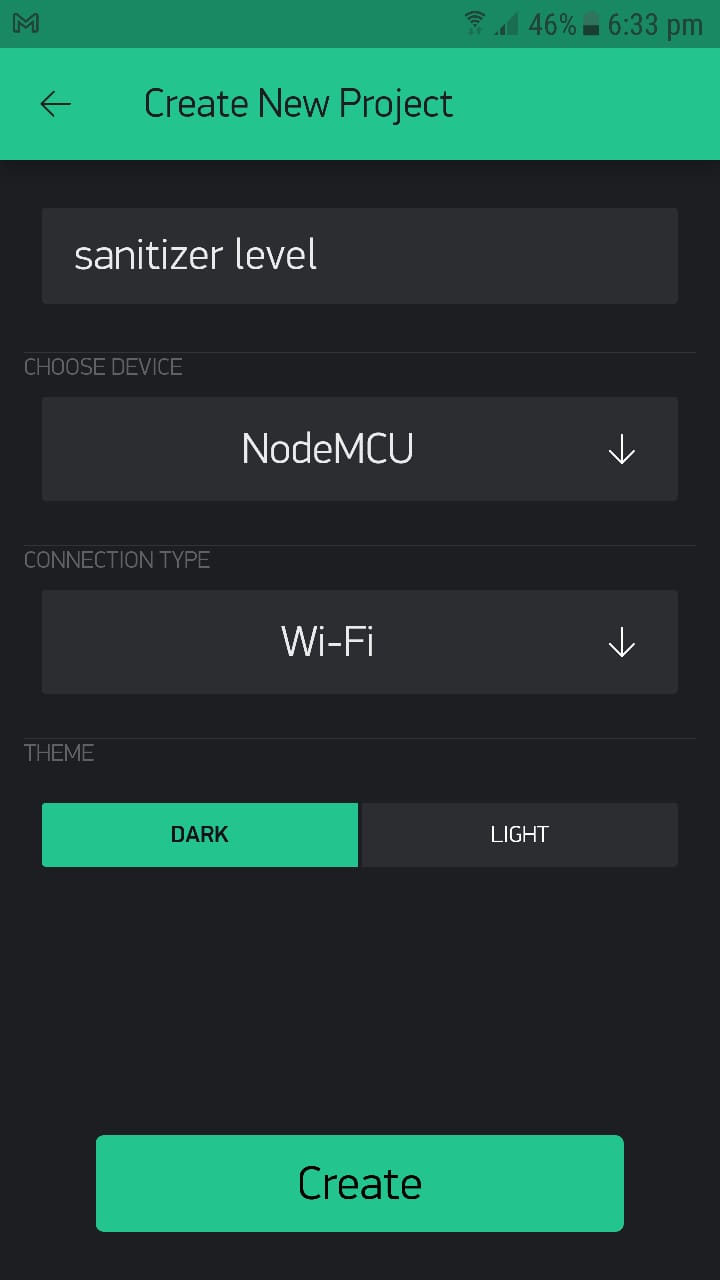 46% 6:33 pm
Create New Project
sanitizer level
CHOOSE DEVICE
NodeMCU
CONNECTION TYPE
Wi-Fi
THEME
DARK LIGHT
Create